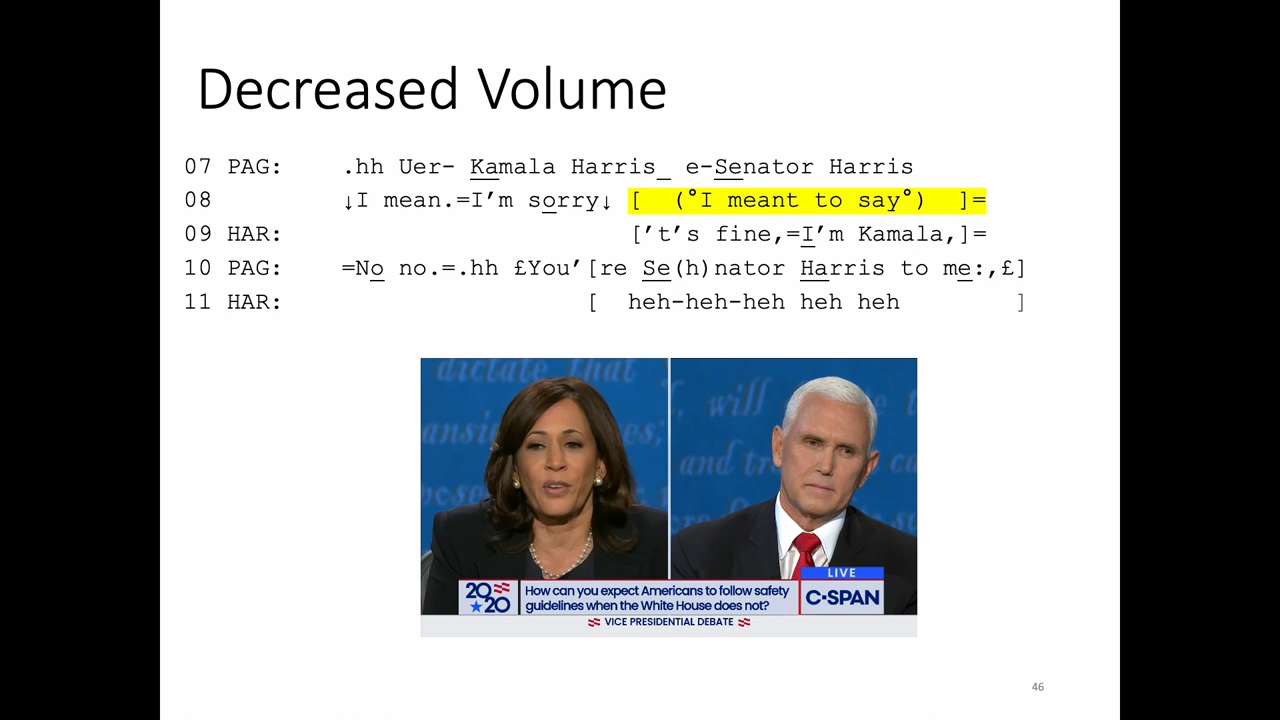 Decreased Volume
07 PAG: .hh Uer- Kamala Harris_ e-Senator Harris
08 ↓I mean.=I’m sorry↓ [ (°I meant to say°) ]=
09 HAR: [’t’s fine,=I’m Kamala,]=
10 PAG: =No no.=.hh £You’[re Se(h)nator Harris to me:,£]
11 HAR: [ heh-heh-heh heh heh ]
dictate that
LIVE
2020
How can you expect Americans to follow safety
guidelines when the White House does not?
C-SPAN
VICE PRESIDENTIAL DEBATE
46